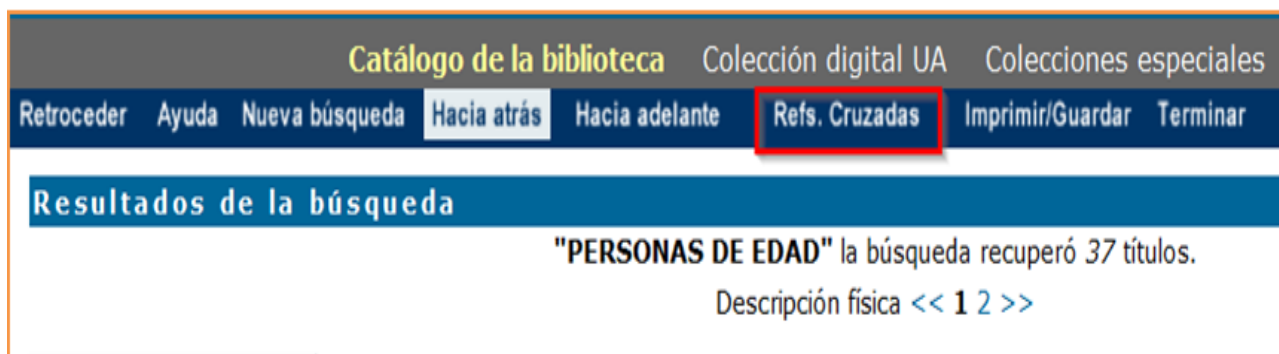 Catálogo de la biblioteca Colección digital UA Colecciones especiales
Retroceder Ayuda Nueva búsqueda Hacia atrás Hacia adelante Refs. Cruzadas Imprimir/Guardar Terminar
Resultados de la búsqueda
"PERSONAS DE EDAD" la búsqueda recuperó 37 títulos.
Descripción física << 1 2 >>